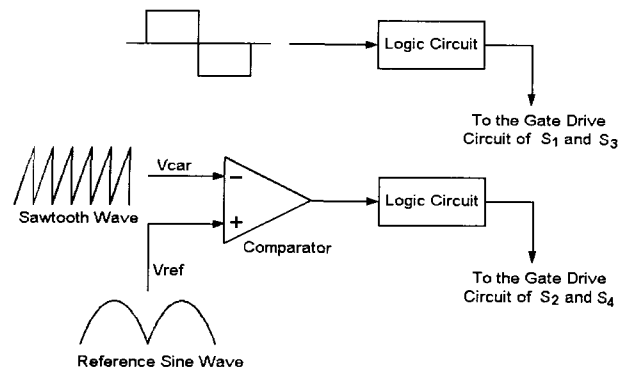 Logic Circuit
To the Gate Drive
Circuit of S1 and S3
Vcar
Sawtooth Wave
−
+
Comparator
Logic Circuit
Vref
To the Gate Drive
Circuit of S2 and S4
Reference Sine Wave